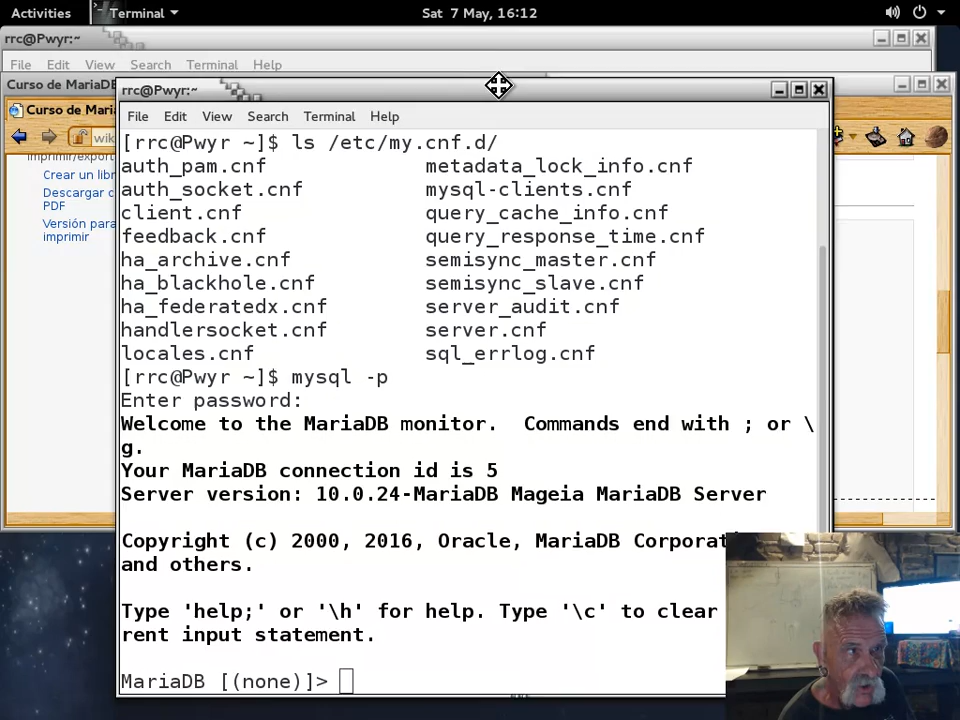 Activities
Terminal
Sat 7 May, 16:12
rrc@Pwyr:~
File Edit View Search Terminal Help
Curso de MariaDB
Curso de Maria
wik
Crear un libr
Descargar c
PDF
Versión para
imprimir
rrc@Pwyr:~
File Edit View Search Terminal Help
[rrc@Pwyr ~]$ ls /etc/my.cnf.d/
auth_pam.cnf metadata_lock_info.cnf
auth_socket.cnf mysql-clients.cnf
client.cnf query_cache_info.cnf
feedback.cnf query_response_time.cnf
ha_archive.cnf semisync_master.cnf
ha_blackhole.cnf semisync_slave.cnf
ha_federatedx.cnf server_audit.cnf
handlersocket.cnf server.cnf
locales.cnf sql_errlog.cnf
[rrc@Pwyr ~]$ mysql -p
Enter password:
Welcome to the MariaDB monitor.  Commands end with ; or \
g.
Your MariaDB connection id is 5
Server version: 10.0.24-MariaDB Mageia MariaDB Server
Copyright (c) 2000, 2016, Oracle, MariaDB Corporat
and others.
Type 'help;' or '\h' for help. Type '\c' to clear
rent input statement.
MariaDB [(none)]>